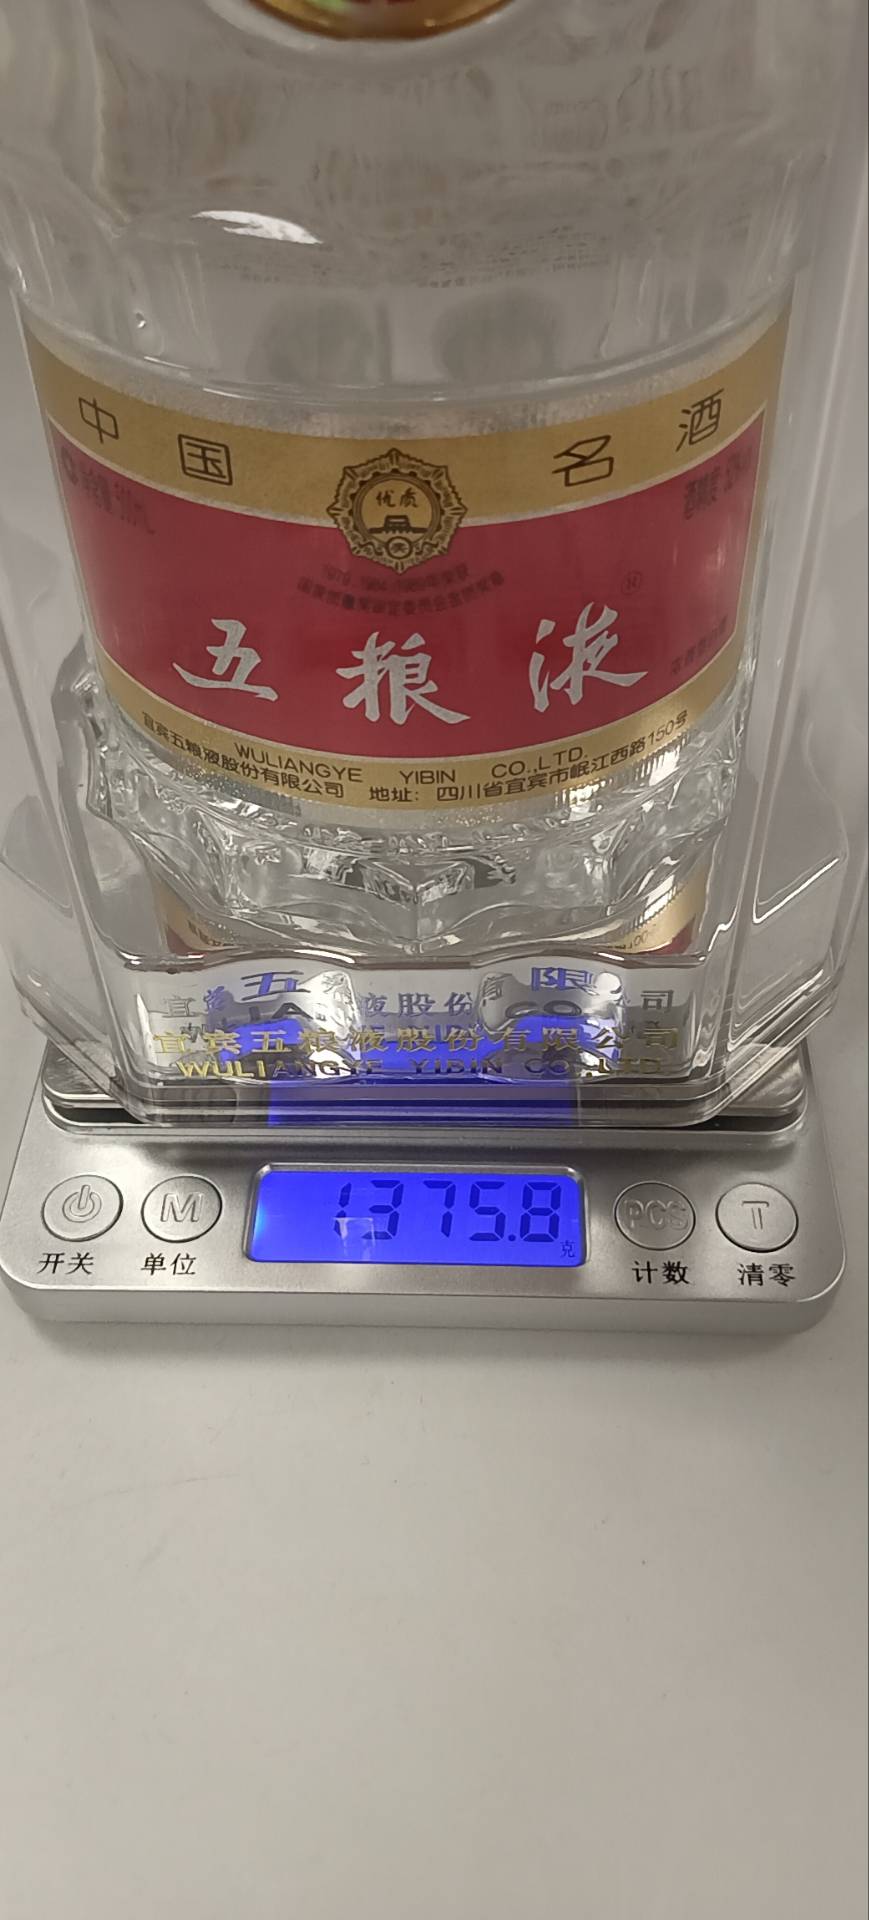 中国名酒
优质
五粮液
WULIANGYE YIBIN CO.,LTD.
宜宾五粮液股份有限公司 地址：四川省宜宾市岷江西路150号
宜宾五粮液股份有限公司
WULIANGYE YIBIN CO.,LTD.
M 1375.8 克 PCS T
开关 单位 计数 清零